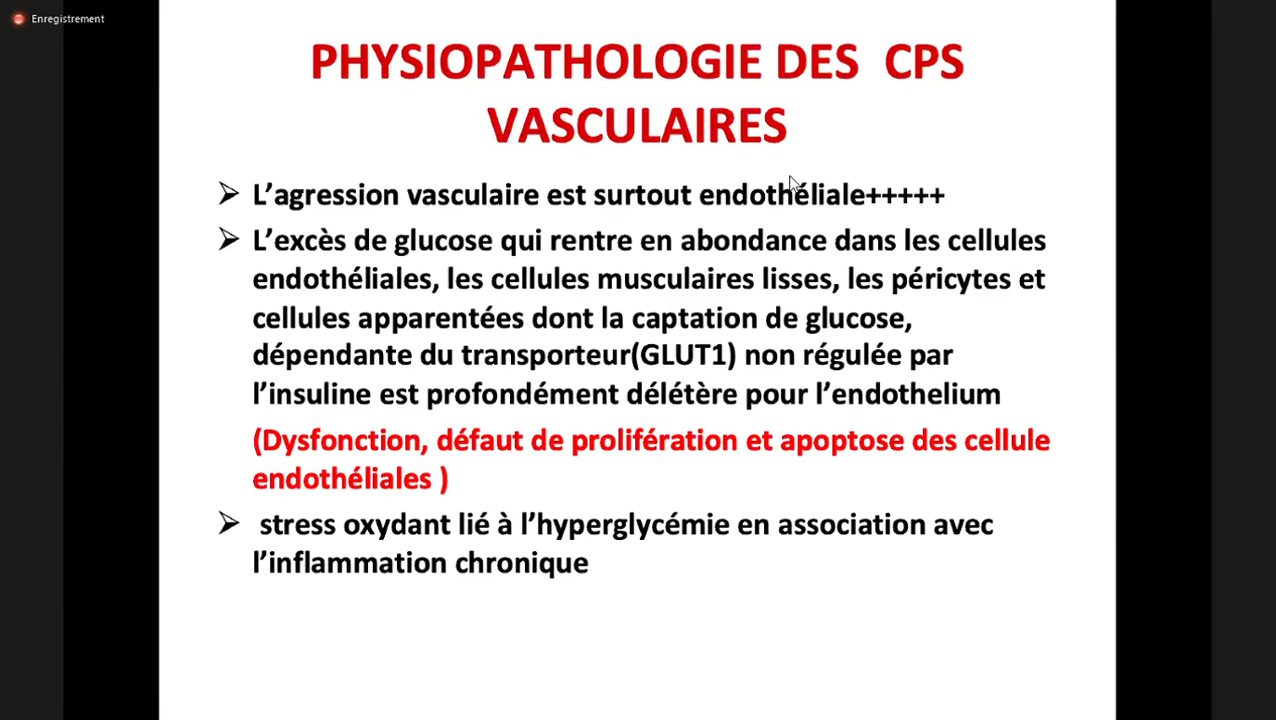 Enregistrement
PHYSIOPATHOLOGIE DES CPS
VASCULAIRES
➢ L’agression vasculaire est surtout endothéliale+++++
➢ L’excès de glucose qui rentre en abondance dans les cellules
endothéliales, les cellules musculaires lisses, les péricytes et
cellules apparentées dont la captation de glucose,
dépendante du transporteur(GLUT1) non régulée par
l’insuline est profondément délétère pour l’endothelium
(Dysfonction, défaut de prolifération et apoptose des cellule
endothéliales )
➢ stress oxydant lié à l’hyperglycémie en association avec
l’inflammation chronique